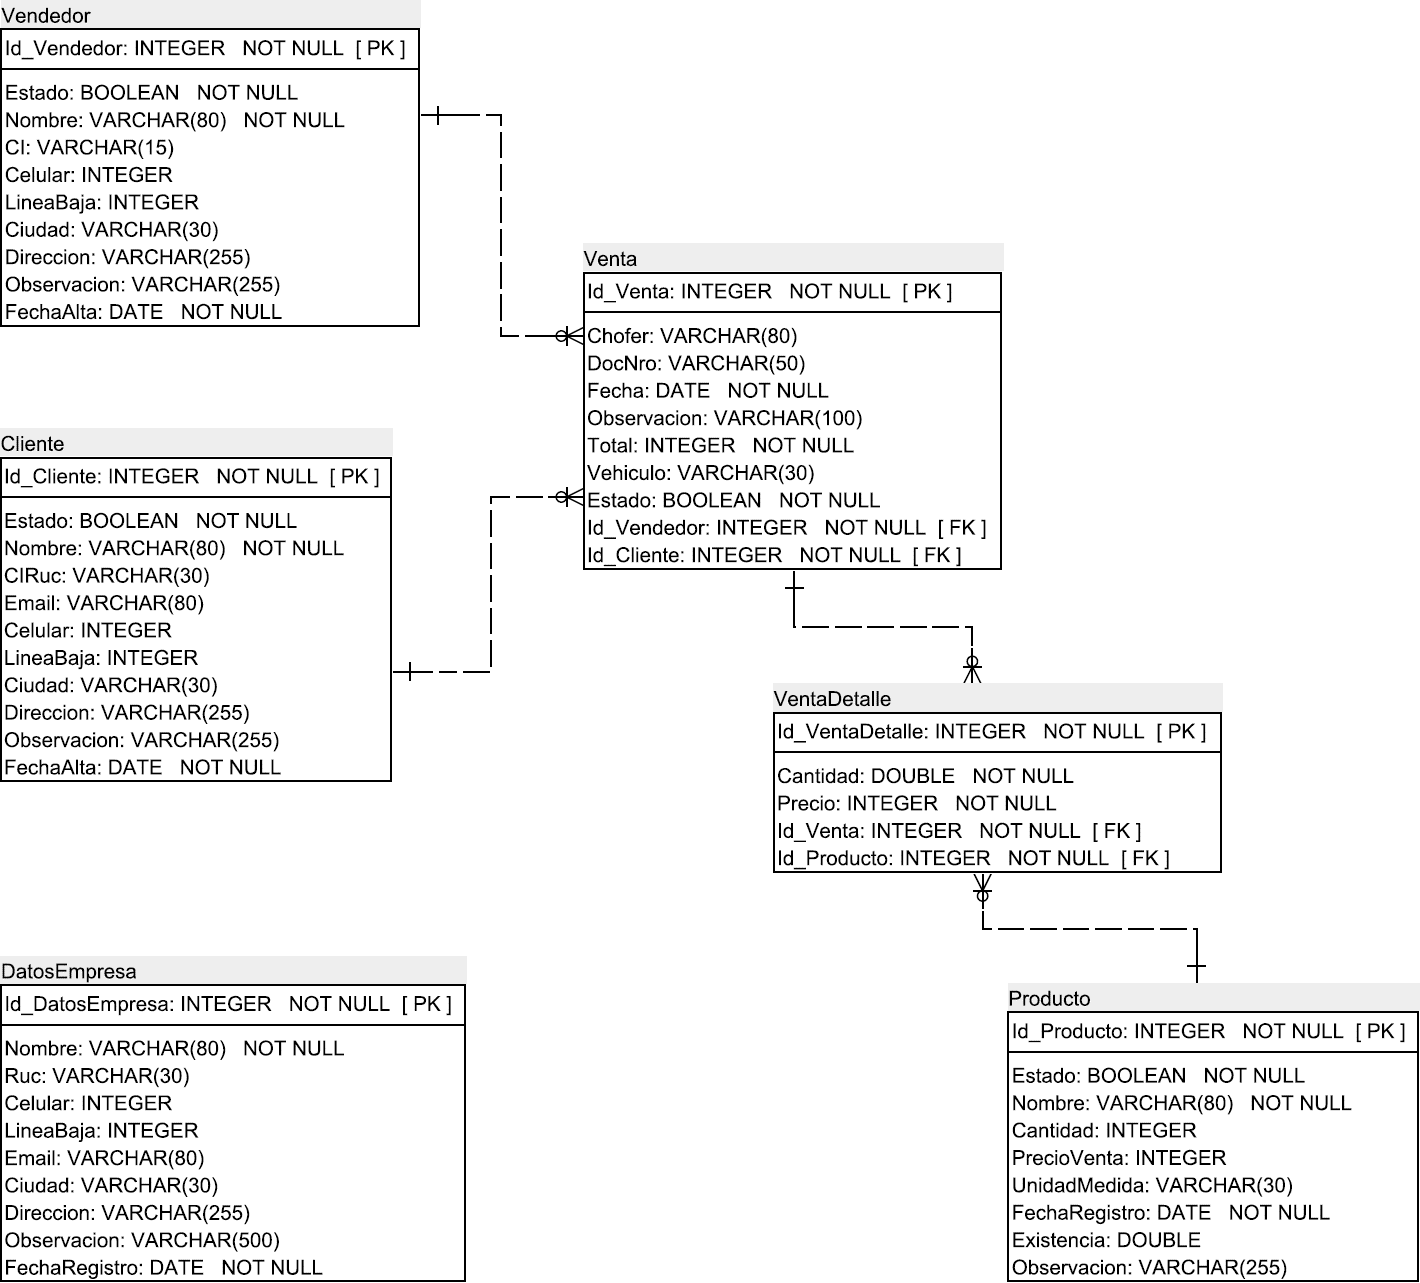 Vendedor
Id_Vendedor: INTEGER NOT NULL [ PK ]
Estado: BOOLEAN NOT NULL
Nombre: VARCHAR(80) NOT NULL
CI: VARCHAR(15)
Celular: INTEGER
LineaBaja: INTEGER
Ciudad: VARCHAR(30)
Direccion: VARCHAR(255)
Observacion: VARCHAR(255)
FechaAlta: DATE NOT NULL
Venta
Id_Venta: INTEGER NOT NULL [ PK ]
Chofer: VARCHAR(80)
DocNro: VARCHAR(50)
Fecha: DATE NOT NULL
Observacion: VARCHAR(100)
Total: INTEGER NOT NULL
Vehiculo: VARCHAR(30)
Estado: BOOLEAN NOT NULL
Id_Vendedor: INTEGER NOT NULL [ FK ]
Id_Cliente: INTEGER NOT NULL [ FK ]
Cliente
Id_Cliente: INTEGER NOT NULL [ PK ]
Estado: BOOLEAN NOT NULL
Nombre: VARCHAR(80) NOT NULL
CIRuc: VARCHAR(30)
Email: VARCHAR(80)
Celular: INTEGER
LineaBaja: INTEGER
Ciudad: VARCHAR(30)
Direccion: VARCHAR(255)
Observacion: VARCHAR(255)
FechaAlta: DATE NOT NULL
VentaDetalle
Id_VentaDetalle: INTEGER NOT NULL [ PK ]
Cantidad: DOUBLE NOT NULL
Precio: INTEGER NOT NULL
Id_Venta: INTEGER NOT NULL [ FK ]
Id_Producto: INTEGER NOT NULL [ FK ]
DatosEmpresa
Id_DatosEmpresa: INTEGER NOT NULL [ PK ]
Nombre: VARCHAR(80) NOT NULL
Ruc: VARCHAR(30)
Celular: INTEGER
LineaBaja: INTEGER
Email: VARCHAR(80)
Ciudad: VARCHAR(30)
Direccion: VARCHAR(255)
Observacion: VARCHAR(500)
FechaRegistro: DATE NOT NULL
Producto
Id_Producto: INTEGER NOT NULL [ PK ]
Estado: BOOLEAN NOT NULL
Nombre: VARCHAR(80) NOT NULL
Cantidad: INTEGER
PrecioVenta: INTEGER
UnidadMedida: VARCHAR(30)
FechaRegistro: DATE NOT NULL
Existencia: DOUBLE
Observacion: VARCHAR(255)